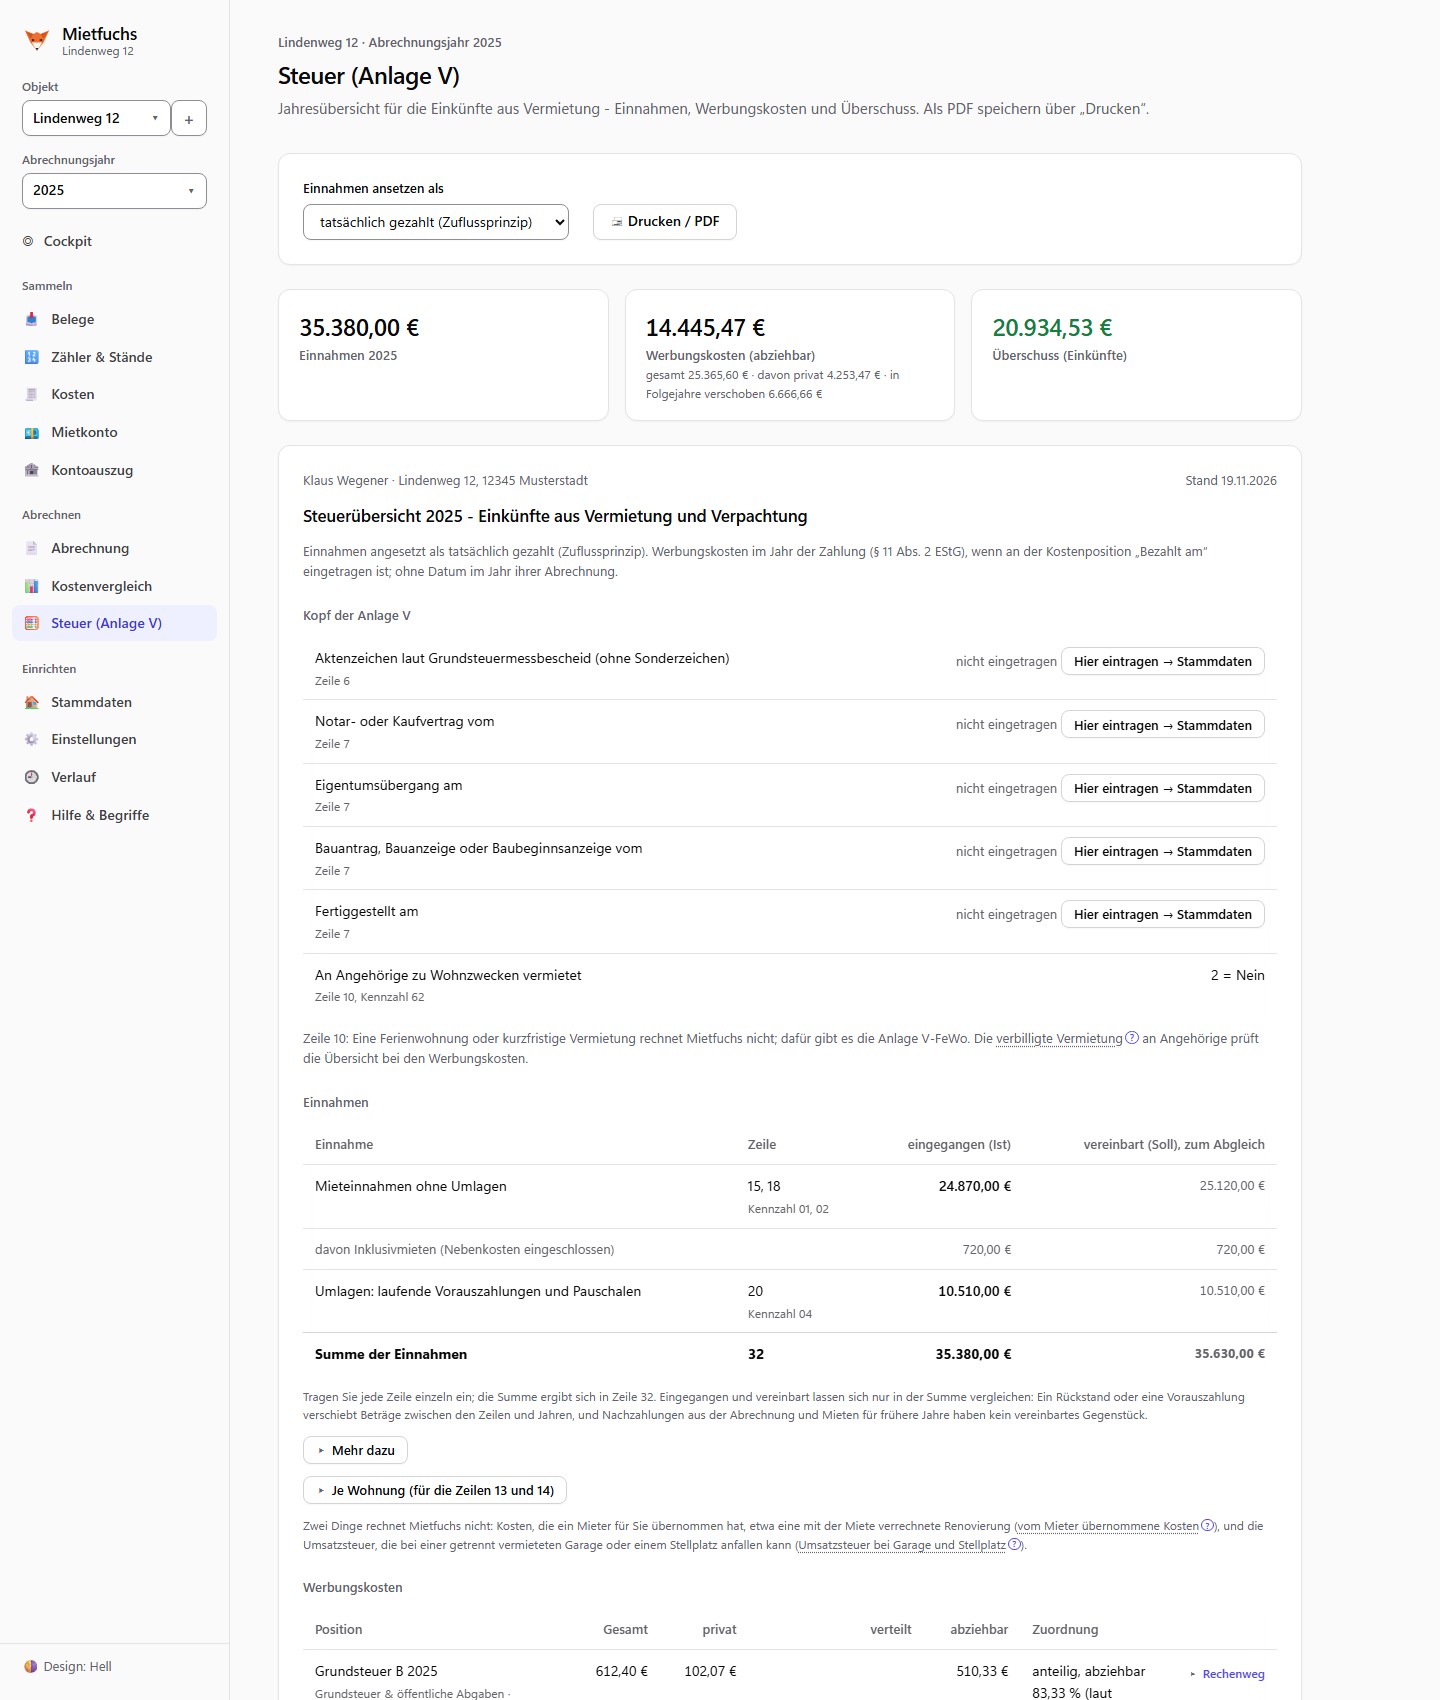 Mietfuchs
Lindenweg 12
Objekt
Lindenweg 12
+
Abrechnungsjahr
2025
Cockpit
Sammeln
Belege
Zähler & Stände
Kosten
Mietkonto
Kontoauszug
Abrechnen
Abrechnung
Kostenvergleich
Steuer (Anlage V)
Einrichten
Stammdaten
Einstellungen
Verlauf
Hilfe & Begriffe
Design: Hell
Lindenweg 12 · Abrechnungsjahr 2025
Steuer (Anlage V)
Jahresübersicht für die Einkünfte aus Vermietung - Einnahmen, Werbungskosten und Überschuss. Als PDF speichern über „Drucken“.
Einnahmen ansetzen als
tatsächlich gezahlt (Zuflussprinzip)
Drucken / PDF
35.380,00 €
Einnahmen 2025
14.445,47 €
Werbungskosten (abziehbar)
gesamt 25.365,60 € · davon privat 4.253,47 € · in
Folgejahre verschoben 6.666,66 €
20.934,53 €
Überschuss (Einkünfte)
Klaus Wegener · Lindenweg 12, 12345 Musterstadt
Stand 19.11.2026
Steuerübersicht 2025 - Einkünfte aus Vermietung und Verpachtung
Einnahmen angesetzt als tatsächlich gezahlt (Zuflussprinzip). Werbungskosten im Jahr der Zahlung (§ 11 Abs. 2 EStG), wenn an der Kostenposition „Bezahlt am“
eingetragen ist; ohne Datum im Jahr ihrer Abrechnung.
Kopf der Anlage V
Aktenzeichen laut Grundsteuermessbescheid (ohne Sonderzeichen)
nicht eingetragen Hier eintragen → Stammdaten
Zeile 6
Notar- oder Kaufvertrag vom
nicht eingetragen Hier eintragen → Stammdaten
Zeile 7
Eigentumsübergang am
nicht eingetragen Hier eintragen → Stammdaten
Zeile 7
Bauantrag, Bauanzeige oder Baubeginnsanzeige vom
nicht eingetragen Hier eintragen → Stammdaten
Zeile 7
Fertiggestellt am
nicht eingetragen Hier eintragen → Stammdaten
Zeile 7
An Angehörige zu Wohnzwecken vermietet
2 = Nein
Zeile 10, Kennzahl 62
Zeile 10: Eine Ferienwohnung oder kurzfristige Vermietung rechnet Mietfuchs nicht; dafür gibt es die Anlage V-FeWo. Die verbilligte Vermietung ? an Angehörige prüft
die Übersicht bei den Werbungskosten.
Einnahmen
Einnahme Zeile eingegangen (Ist) vereinbart (Soll), zum Abgleich
Mieteinnahmen ohne Umlagen 15, 18 24.870,00 € 25.120,00 €
Kennzahl 01, 02
davon Inklusivmieten (Nebenkosten eingeschlossen) 720,00 € 720,00 €
Umlagen: laufende Vorauszahlungen und Pauschalen 20 10.510,00 € 10.510,00 €
Kennzahl 04
Summe der Einnahmen 32 35.380,00 € 35.630,00 €
Tragen Sie jede Zeile einzeln ein; die Summe ergibt sich in Zeile 32. Eingegangen und vereinbart lassen sich nur in der Summe vergleichen: Ein Rückstand oder eine Vorauszahlung
verschiebt Beträge zwischen den Zeilen und Jahren, und Nachzahlungen aus der Abrechnung und Mieten für frühere Jahre haben kein vereinbartes Gegenstück.
Mehr dazu
Je Wohnung (für die Zeilen 13 und 14)
Zwei Dinge rechnet Mietfuchs nicht: Kosten, die ein Mieter für Sie übernommen hat, etwa eine mit der Miete verrechnete Renovierung (vom Mieter übernommene Kosten ?), und die
Umsatzsteuer, die bei einer getrennt vermieteten Garage oder einem Stellplatz anfallen kann (Umsatzsteuer bei Garage und Stellplatz ?).
Werbungskosten
Position Gesamt privat verteilt abziehbar Zuordnung
Grundsteuer B 2025 612,40 € 102,07 € 510,33 € anteilig, abziehbar Rechenweg
Grundsteuer & öffentliche Abgaben · 83,33 % (laut